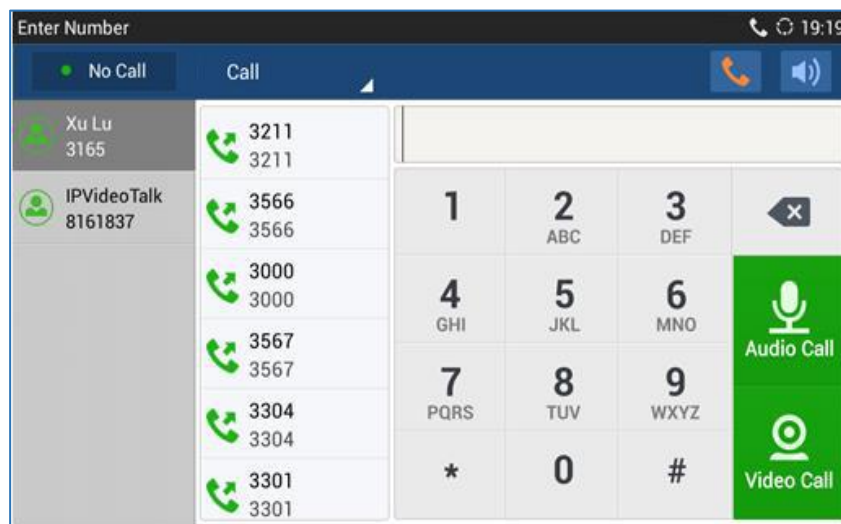 Enter Number
19:19
No Call
Call
Xu Lu
3165
IPVideoTalk
8161837
3211
3211
3566
3566
3000
3000
3567
3567
3304
3304
3301
3301
1
2
ABC
3
DEF
4
GHI
5
JKL
6
MNO
7
PQRS
8
TUV
9
WXYZ
*
0
#
Audio Call
Video Call